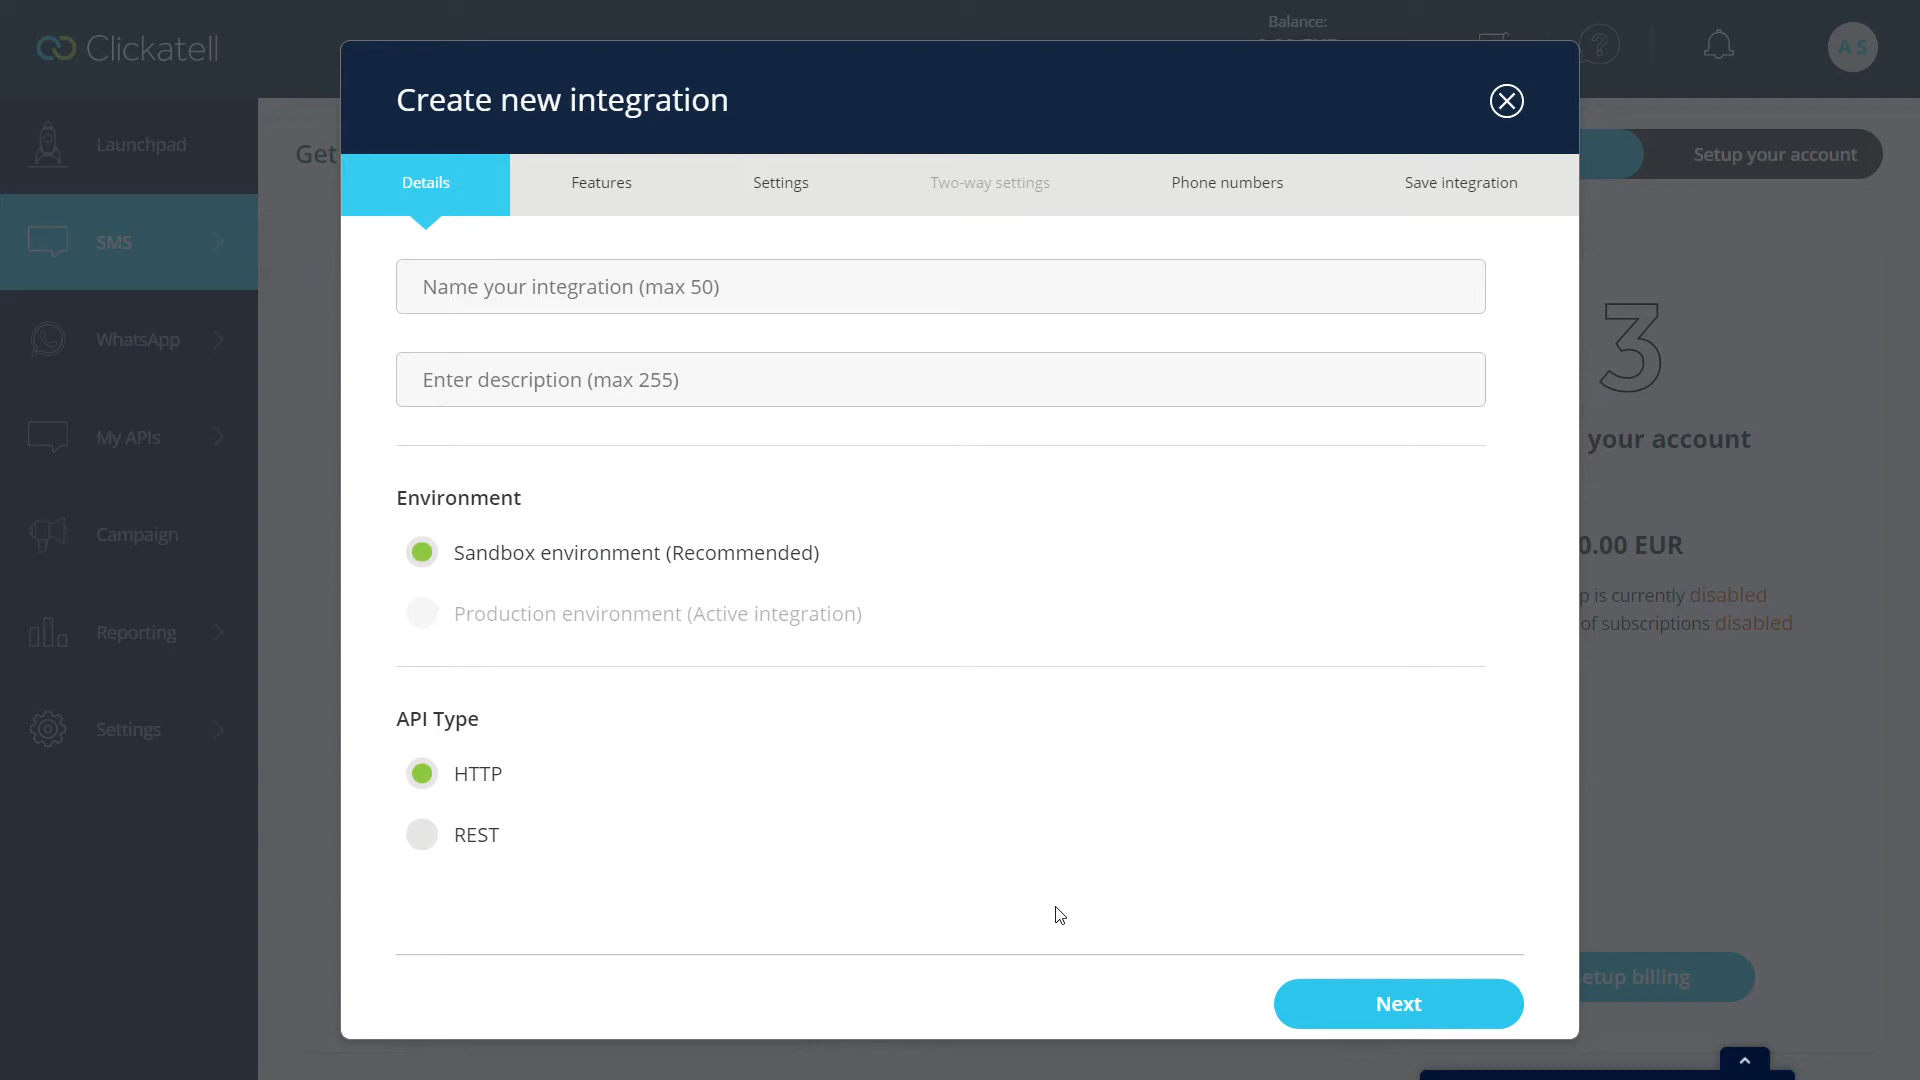 Clickatell
Balance:
A S
Create new integration
Launchpad
Get
Setup your account
Details
Features
Settings
Two-way settings
Phone numbers
Save integration
SMS
Name your integration (max 50)
WhatsApp
3
Enter description (max 255)
My APIs
your account
Environment
Campaign
Sandbox environment (Recommended)
0.00 EUR
p is currently disabled
Production environment (Active integration)
of subscriptions disabled
Reporting
API Type
Settings
HTTP
REST
etup billing
Next